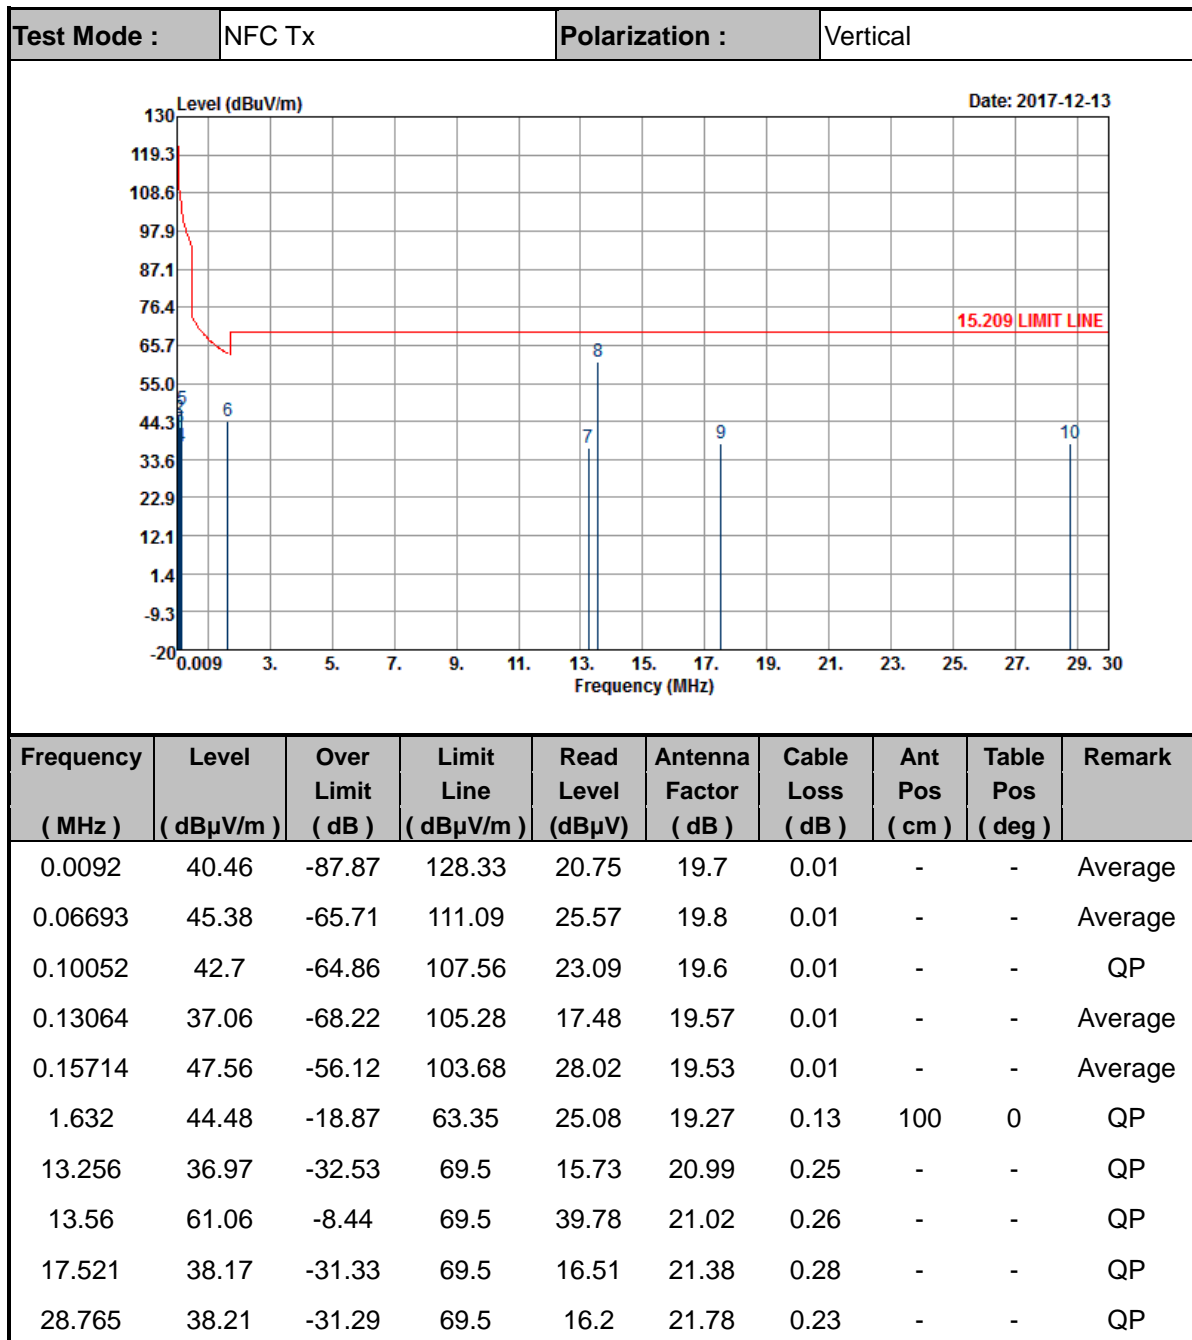 Test Mode : NFC Tx Polarization : Vertical
Level (dBuV/m) Date: 2017-12-13
130
119.3
108.6
97.9
87.1
76.4
15.209 LIMIT LINE
65.7
8
55.0
5
6
44.3
4
7
9
10
33.6
22.9
12.1
1.4
-9.3
-20
0.009 3. 5. 7. 9. 11. 13. 15. 17. 19. 21. 23. 25. 27. 29. 30
Frequency (MHz)
Frequency Level Over Limit Read Antenna Cable Ant Table Remark
Limit Line Level Factor Loss Pos Pos
( MHz ) ( dBµV/m ) ( dB ) ( dBµV/m ) (dBµV) ( dB ) ( dB ) ( cm ) ( deg )
0.0092 40.46 -87.87 128.33 20.75 19.7 0.01 - - Average
0.06693 45.38 -65.71 111.09 25.57 19.8 0.01 - - Average
0.10052 42.7 -64.86 107.56 23.09 19.6 0.01 - - QP
0.13064 37.06 -68.22 105.28 17.48 19.57 0.01 - - Average
0.15714 47.56 -56.12 103.68 28.02 19.53 0.01 - - Average
1.632 44.48 -18.87 63.35 25.08 19.27 0.13 100 0 QP
13.256 36.97 -32.53 69.5 15.73 20.99 0.25 - - QP
13.56 61.06 -8.44 69.5 39.78 21.02 0.26 - - QP
17.521 38.17 -31.33 69.5 16.51 21.38 0.28 - - QP
28.765 38.21 -31.29 69.5 16.2 21.78 0.23 - - QP